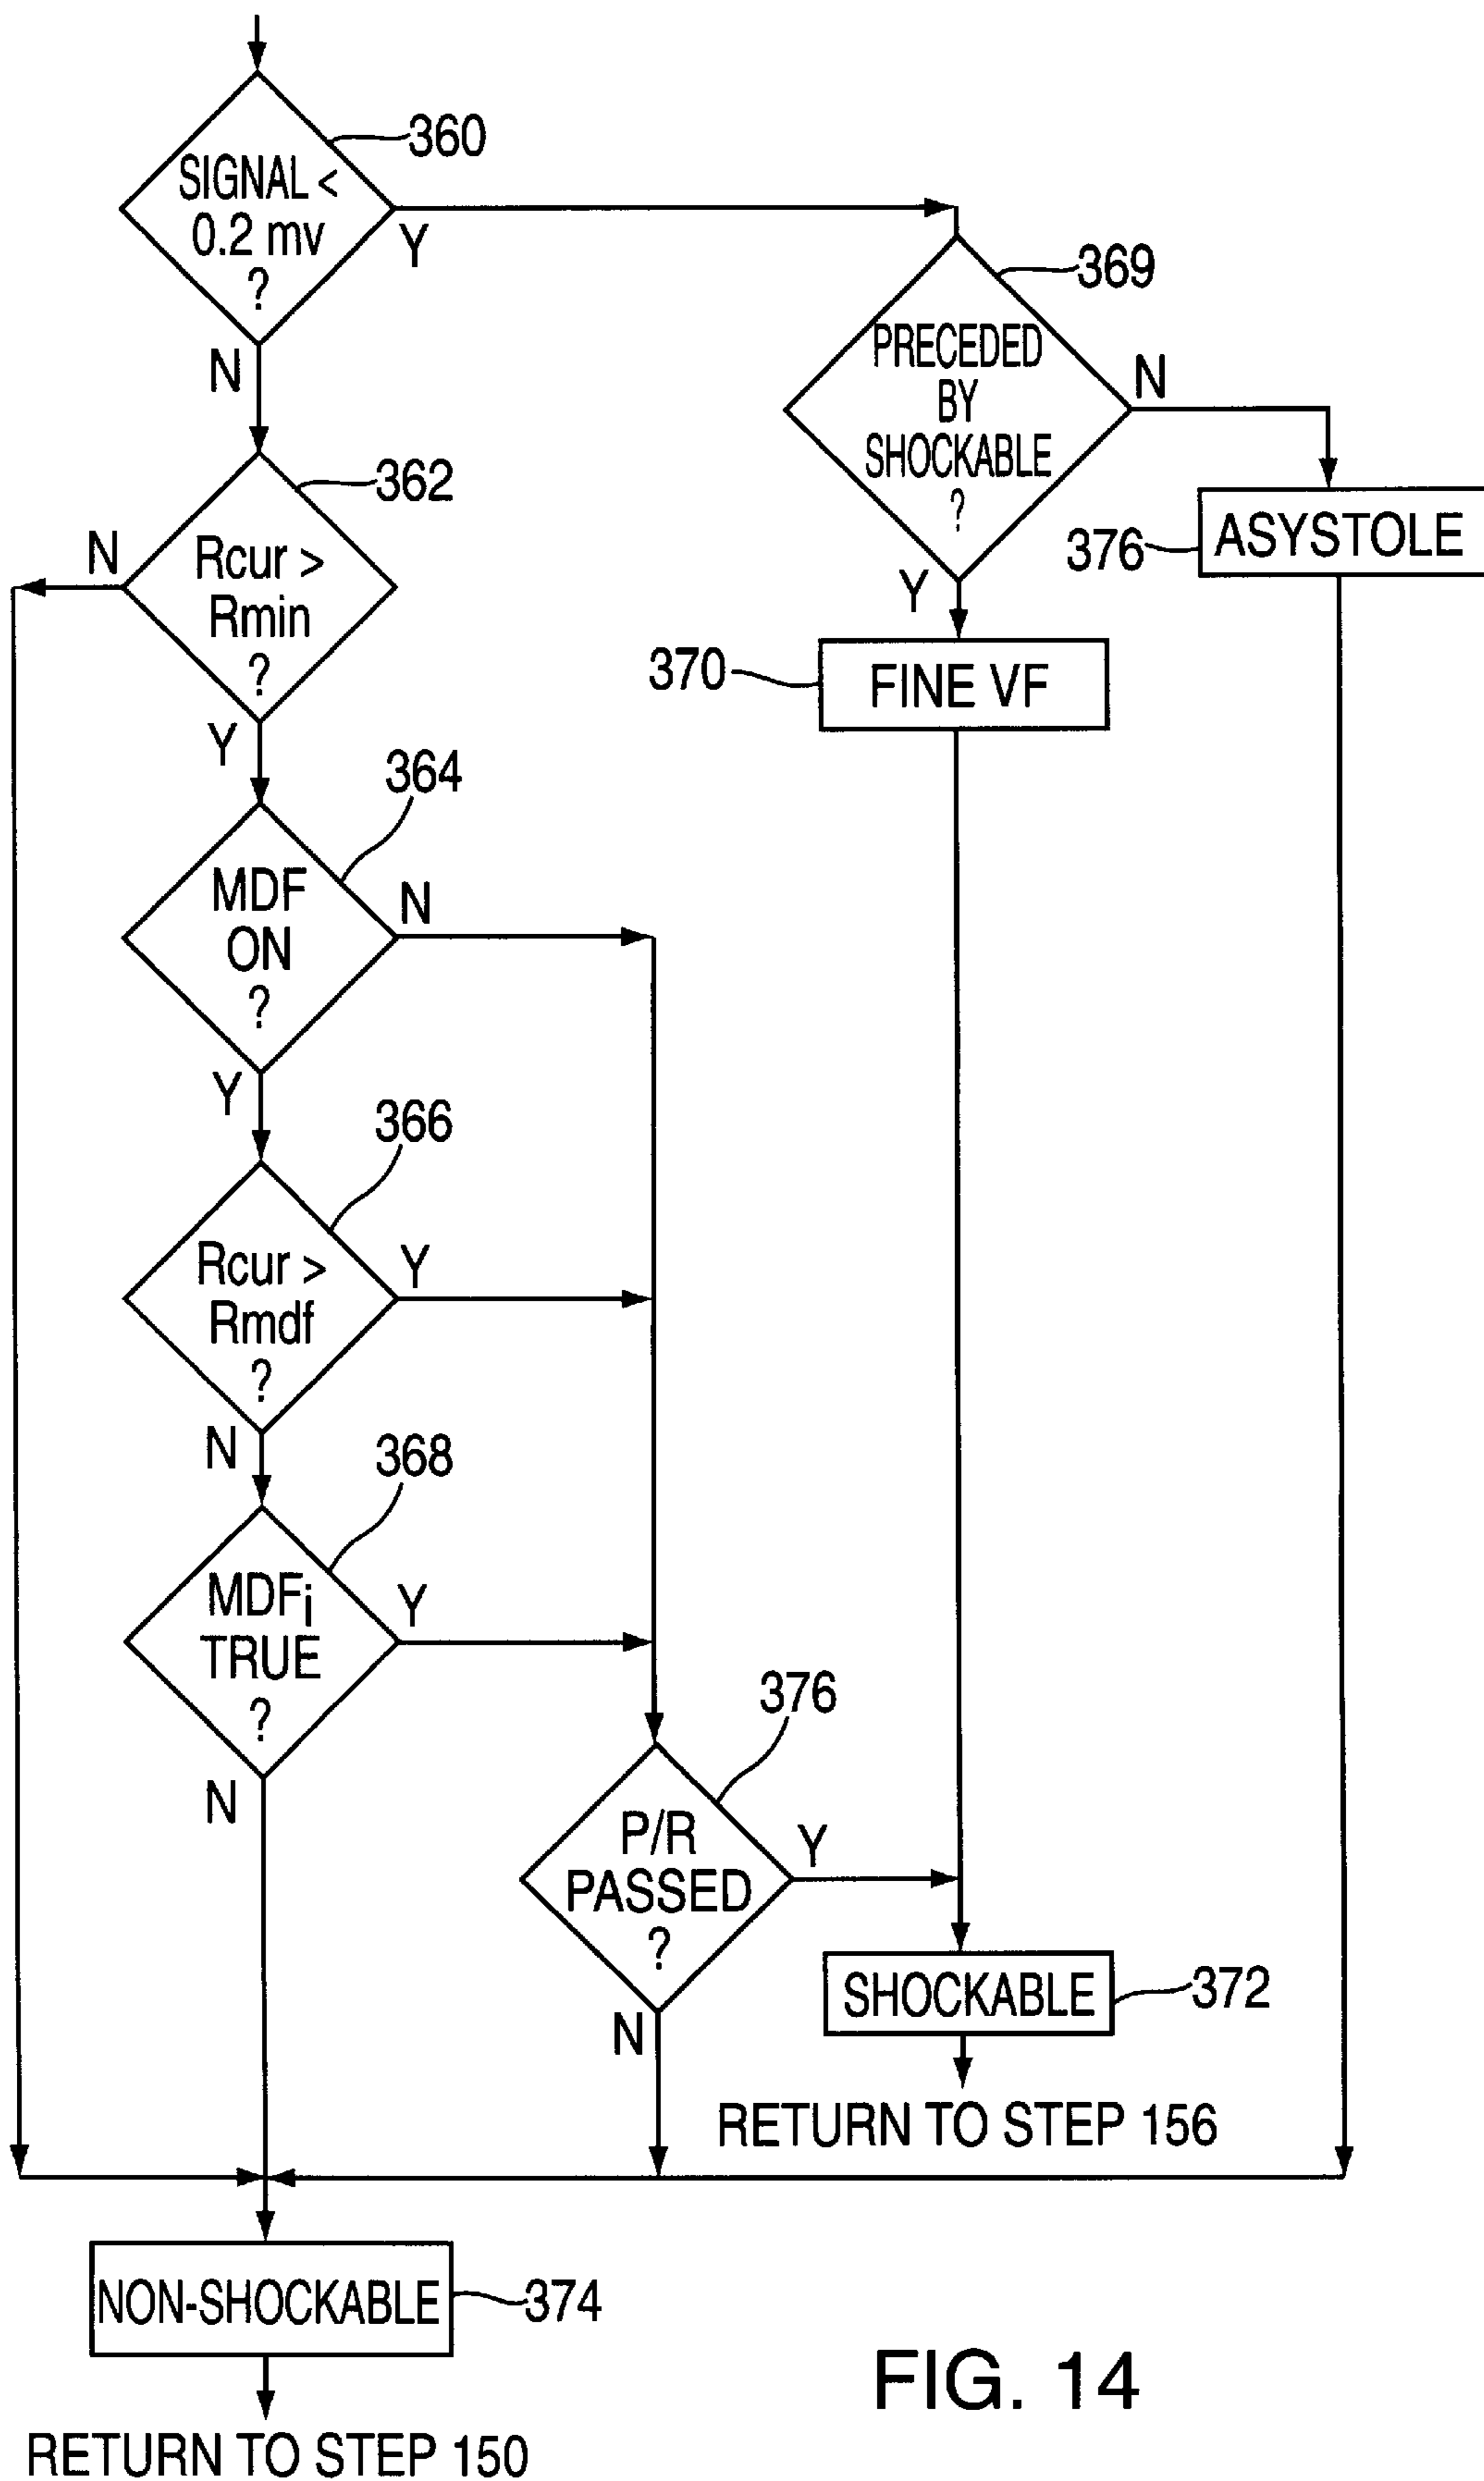 360
SIGNAL <
0.2 mv
?
Y
N
369
PRECEDED
BY
SHOCKABLE
?
N
Y
376
ASYSTOLE
362
N
Rcur >
Rmin
?
Y
370
FINE VF
364
MDF
ON
?
N
Y
366
Rcur >
Rmdf
?
Y
N
368
MDFi
TRUE
?
Y
N
376
P/R
PASSED
?
Y
N
SHOCKABLE
372
RETURN TO STEP 156
NON-SHOCKABLE
374
RETURN TO STEP 150
FIG. 14